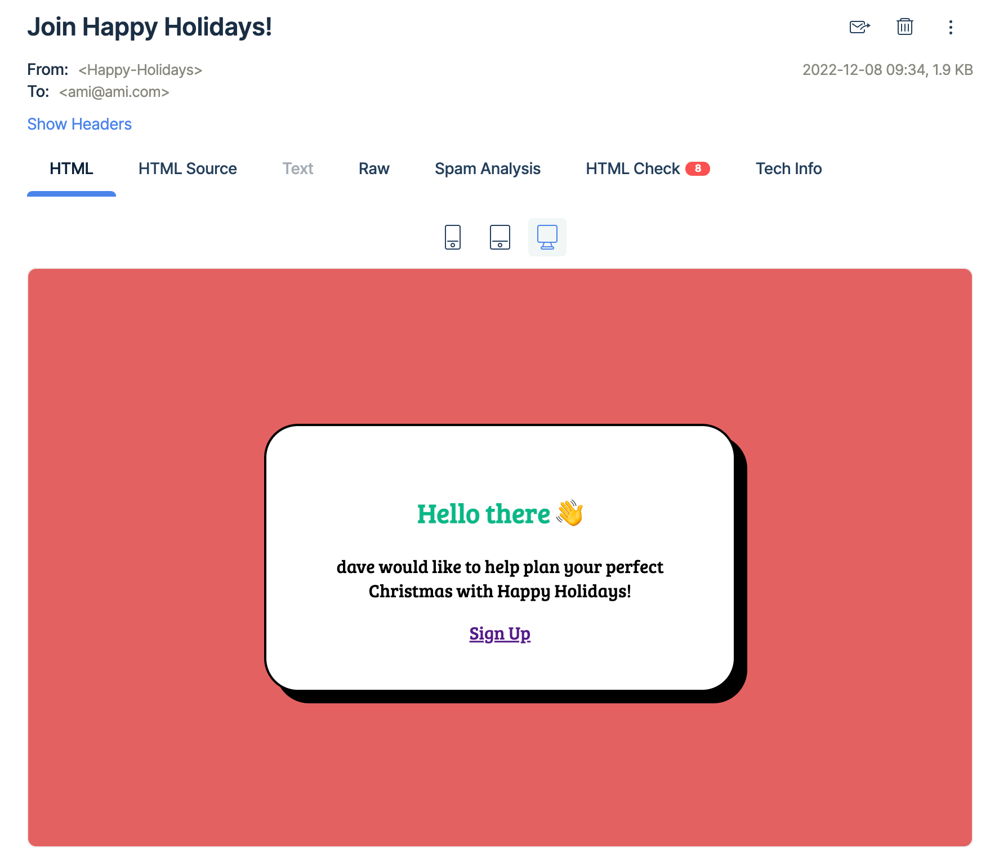 Join Happy Holidays!
From: <Happy-Holidays>
2022-12-08 09:34, 1.9 KB
To: <ami@ami.com>
Show Headers
HTML HTML Source Text Raw Spam Analysis HTML Check 8 Tech Info
Hello there 👋
dave would like to help plan your perfect
Christmas with Happy Holidays!
Sign Up